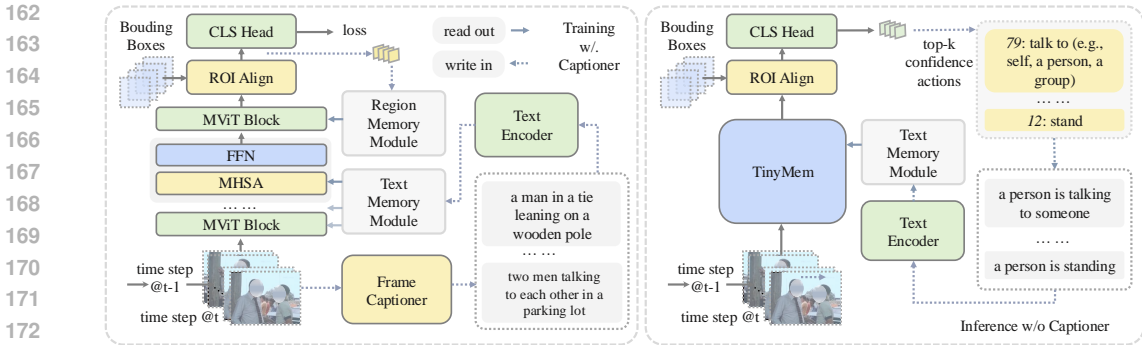 162
163
164
165
166
167
168
169
170
171
172
Bouding
Boxes
CLS Head
loss
ROI Align
MViT Block
FFN
MHSA
... ...
MViT Block
time step
@t-1
time step @t
read out
write in
Training
w/.
Captioner
Region
Memory
Module
Text
Memory
Module
Text
Encoder
Frame
Captioner
a man in a tie
leaning on a
wooden pole
... ...
two men talking
to each other in a
parking lot
Bouding
Boxes
CLS Head
ROI Align
TinyMem
time step
@t-1
time step @t
top-k
confidence
actions
79: talk to (e.g.,
self, a person, a
group)
... ...
12: stand
Text
Memory
Module
Text
Encoder
a person is talking
to someone
... ...
a person is standing
Inference w/o Captioner